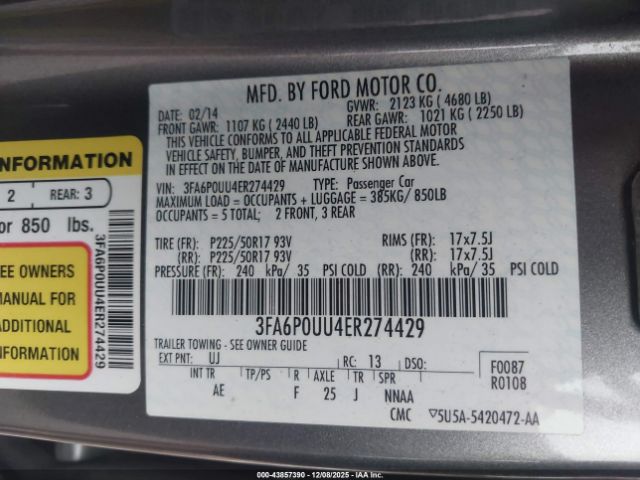 MFD. BY FORD MOTOR CO.
DATE: 02/14 GVWR: 2123 KG ( 4680 LB)
FRONT GAWR: 1107 KG ( 2440 LB) REAR GAWR: 1021 KG ( 2250 LB)
THIS VEHICLE CONFORMS TO ALL APPLICABLE FEDERAL MOTOR
VEHICLE SAFETY, BUMPER, AND THEFT PREVENTION STANDARDS
IN EFFECT ON THE DATE OF MANUFACTURE SHOWN ABOVE.
VIN: 3FA6P0UU4ER274429 TYPE: Passenger Car
MAXIMUM LOAD = OCCUPANTS + LUGGAGE = 385KG/ 850LB
OCCUPANTS = 5 TOTAL; 2 FRONT, 3 REAR
TIRE (FR): P225/50R17 93V RIMS (FR): 17x7.5J
(RR): P225/50R17 93V (RR): 17x7.5J
PRESSURE (FR): 240 kPa/ 35 PSI COLD (RR): 240 kPa/ 35 PSI COLD
3FA6P0UU4ER274429
TRAILER TOWING - SEE OWNER GUIDE
EXT PNT: UJ RC: 13 DSO: F0087
R0108
INT TR TP/PS R AXLE TR SPR
AE F 25 J NNAA
CMC ▽5U5A-5420472-AA
INFORMATION
2 REAR: 3
or 850 lbs.
EE OWNERS
MANUAL FOR
ADDITIONAL
INFORMATION
3FA6P0UU4ER274429
000-43857390 - 12/08/2025 - IAAI.CA